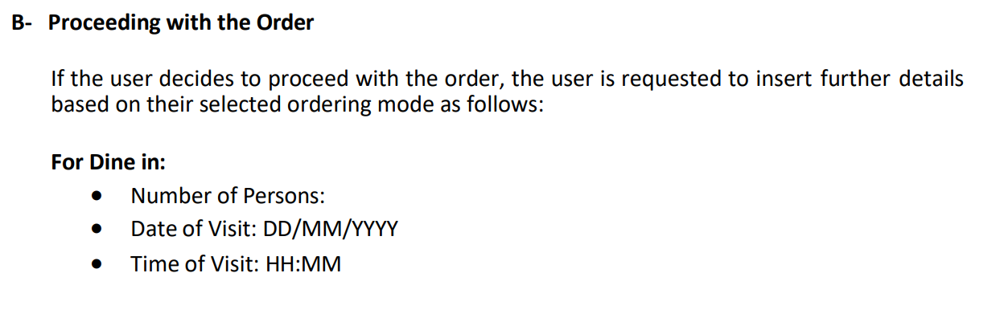 B- Proceeding with the Order
If the user decides to proceed with the order, the user is requested to insert further details
based on their selected ordering mode as follows:
For Dine in:
● Number of Persons:
● Date of Visit: DD/MM/YYYY
● Time of Visit: HH:MM